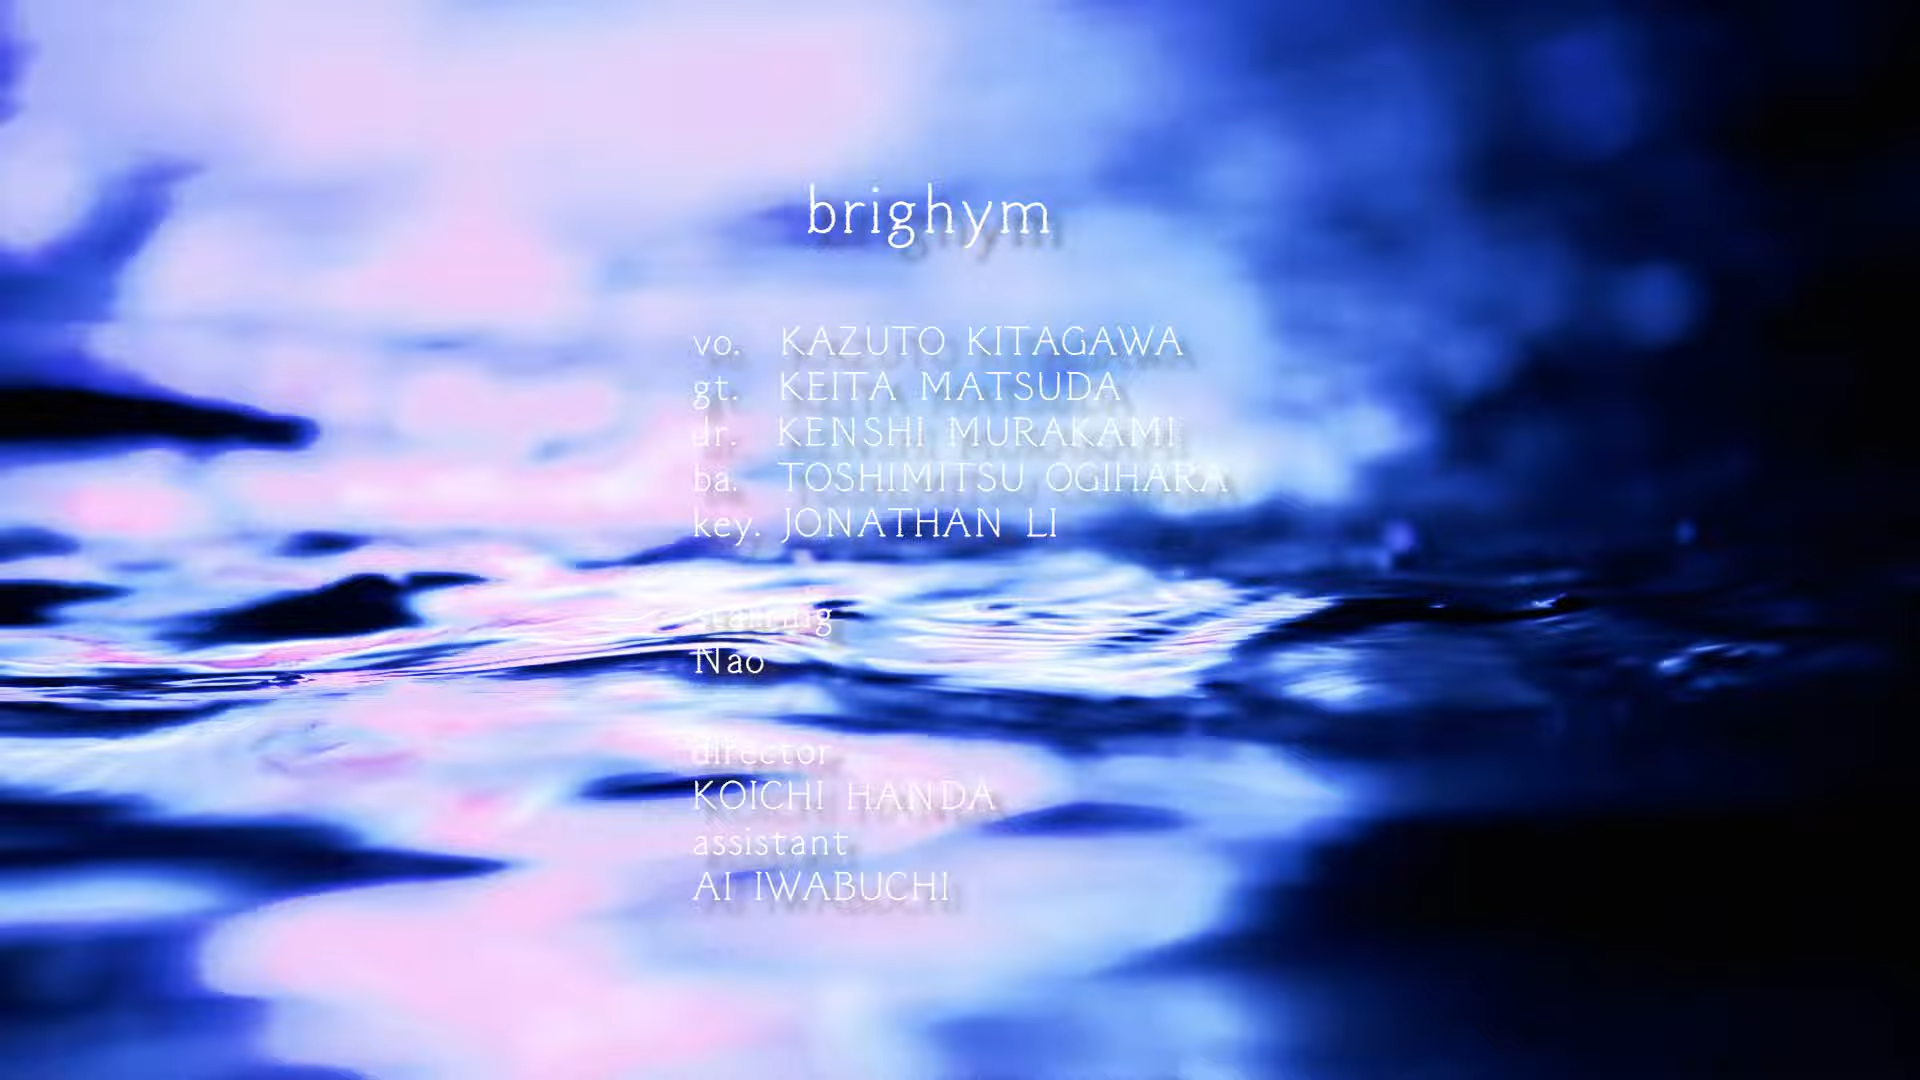 brighym
vo. KAZUTO KITAGAWA
gt. KEITA MATSUDA
dr. KENSHI MURAKAMI
ba. TOSHIMITSU OGIHARA
key. JONATHAN LI
starring
Nao
director
KOICHI HANDA
assistant
AI IWABUCHI